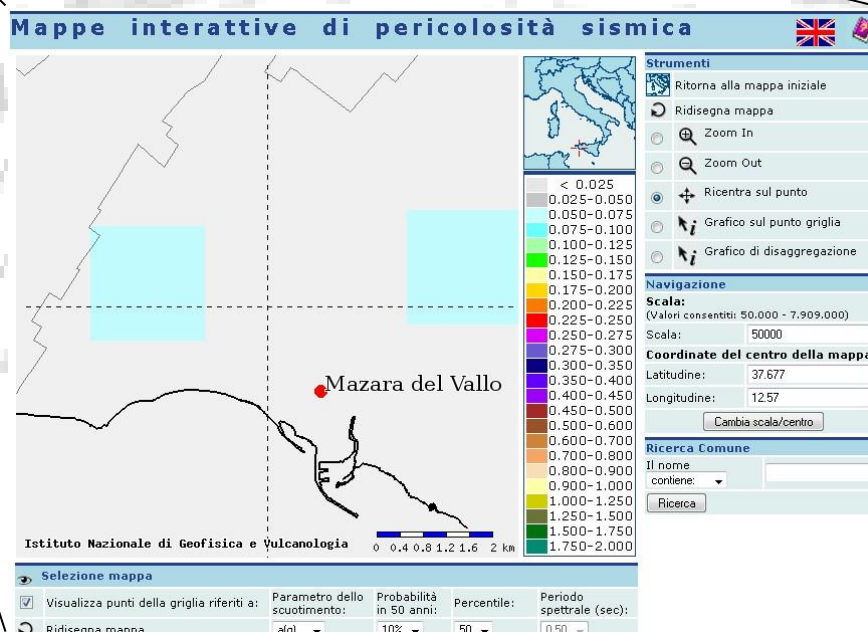 Mappe interattive di pericolosità sismica
Strumenti
Ritorna alla mappa iniziale
Ridisegna mappa
Zoom In
Zoom Out
Ricentra sul punto
Grafico sul punto griglia
Grafico di disaggregazione
< 0.025
0.025-0.050
0.050-0.075
0.075-0.100
0.100-0.125
0.125-0.150
0.150-0.175
0.175-0.200
0.200-0.225
0.225-0.250
0.250-0.275
0.275-0.300
0.300-0.350
0.350-0.400
0.400-0.450
0.450-0.500
0.500-0.600
0.600-0.700
0.700-0.800
0.800-0.900
0.900-1.000
1.000-1.250
1.250-1.500
1.500-1.750
1.750-2.000
Navigazione
Scala:
(Valori consentiti: 50.000 - 7.909.000)
Scala: 50000
Coordinate del centro della mappa
Latitudine: 37.677
Longitudine: 12.57
Cambia scala/centro
Ricerca Comune
Il nome
contiene:
Ricerca
Mazara del Vallo
Istituto Nazionale di Geofisica e Vulcanologia
0 0.4 0.8 1.2 1.6 2 km
Selezione mappa
Visualizza punti della griglia riferiti a:
Parametro dello scuotimento:
Probabilità in 50 anni:
Percentile:
Periodo spettrale (sec):
Ridisegna mappa
a(g) 10% 50 0.50